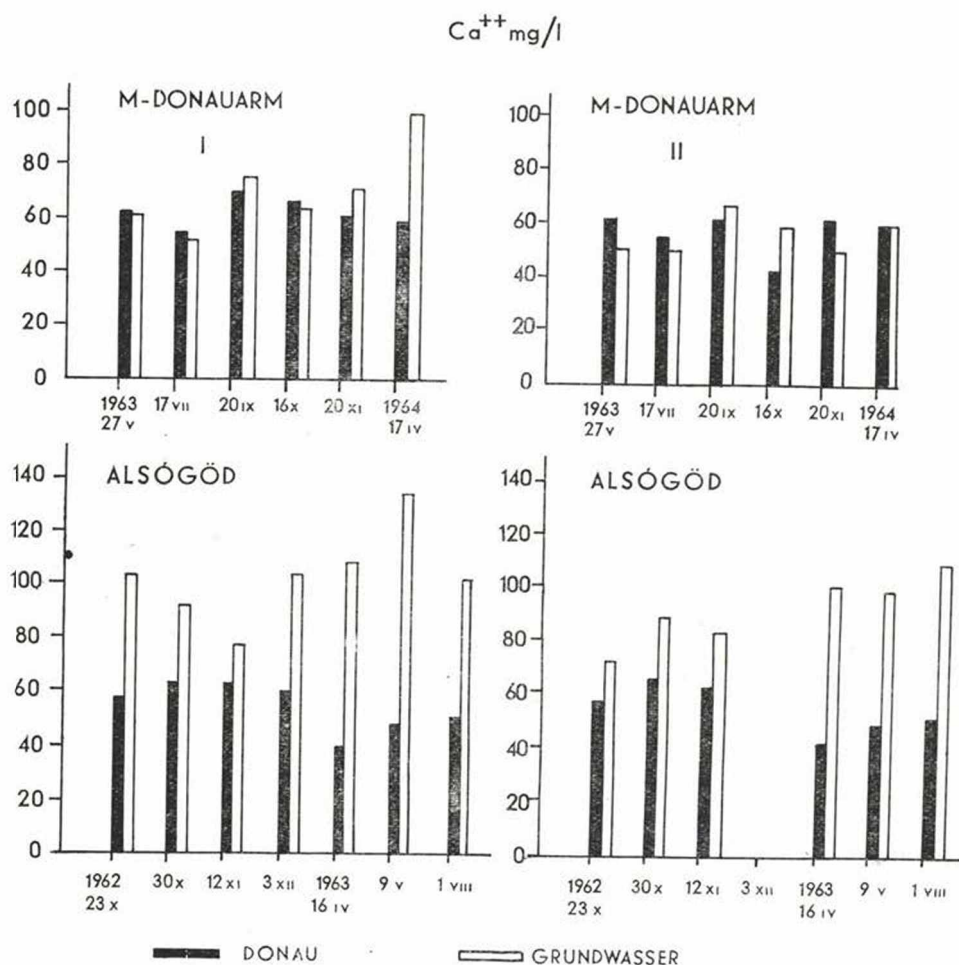 Ca++mg/l
M-DONAUARM
I
100
80
60
40
20
0
1963 17 VII 20 IX 16 X 20 XI 1964
27 V 17 IV
M-DONAUARM
II
100
80
60
40
20
0
1963 17 VII 20 IX 16 X 20 XI 1964
27 V 17 IV
ALSÓGÖD
140
120
100
80
60
40
20
0
1962 30 X 12 XI 3 XII 1963 9 V 1 VIII
23 X 16 IV
ALSÓGÖD
140
120
100
80
60
40
20
0
1962 30 X 12 XI 3 XII 1963 9 V 1 VIII
23 X 16 IV
DONAU GRUNDWASSER